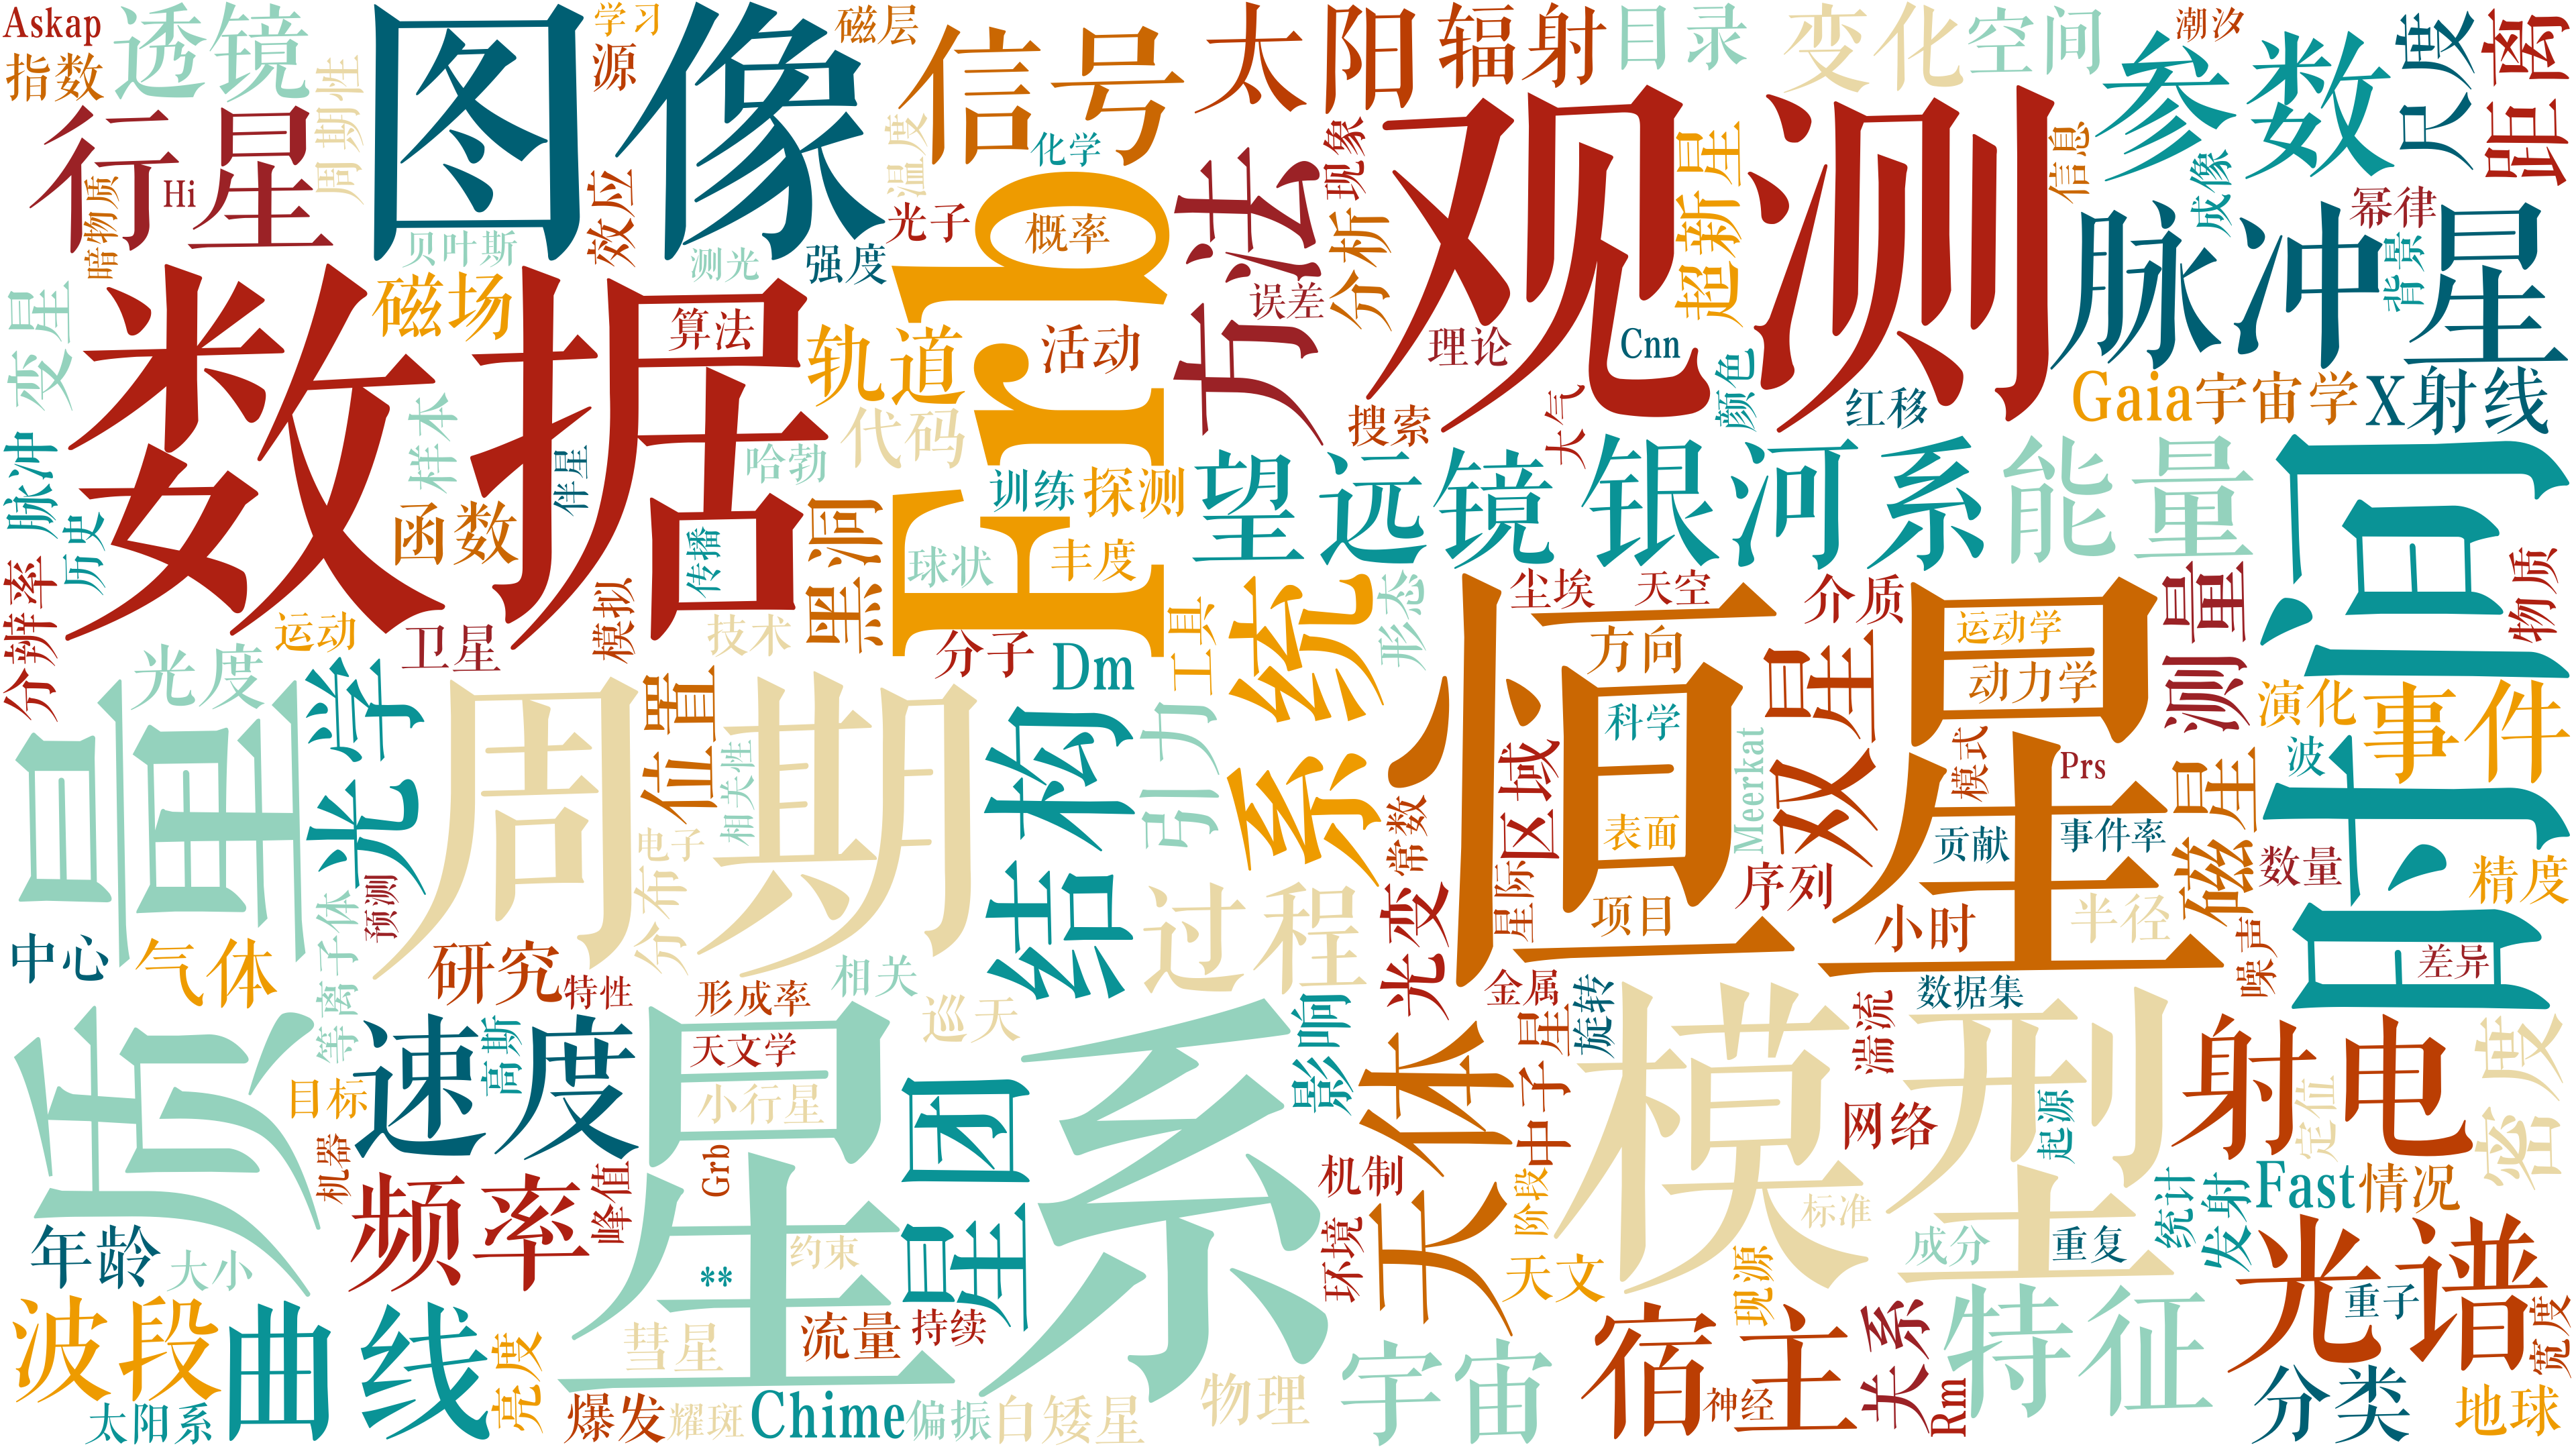 Askap
指数
透镜
图像
学习
源
磁层
信号
太阳
辐射
目录
变化
空间
潮汐
参数
尺度
距离
行星
Hi
周期性
暗物质
效应
贝叶斯
测光
强度
光子
温度
化学
概率
Frb
方法
现象
误差
分析
观测
超新星
信息
成像
幂律
背景
脉冲星
变星
磁场
数据
算法
轨道
活动
理论
Cnn
颜色
红移
搜索
大气
Gaia
宇宙学
X射线
样本
伴星
哈勃
代码
脉冲
历史
函数
传播
黑洞
训练
探测
望远镜
银河系
能量
时间
分辨率
运动
卫星
模拟
技术
球状
丰度
分子
Dm
工具
系统
形态
尘埃
天空
介质
恒星
方向
运动学
动力学
测量
物质
光度
质量
光学
周期
位置
相关性
电子
分布
结构
引力
科学
区域
表面
Meerkat
双星
模式
Prs
演化
事件
波
磁星
贡献
事件率
数量
精度
常数
光变
星际
序列
项目
小时
半径
噪声
差异
中心
气体
等离子体
预测
研究
特性
形成率
相关
巡天
过程
金属
旋转
数据集
湍流
速度
高斯
目标
机器
天文学
小行星
星系
星团
影响
天体
中子星
模型
网络
起源
射电
定位
密度
频率
峰值
Grb
约束
**
机制
环境
阶段
天文
标准
现源
成分
重复
统计
发射
Fast
情况
年龄
大小
波段
曲线
亮度
太阳系
彗星
流量
持续
爆发
耀斑
Chime
偏振
白矮星
物理
宇宙
宿主
神经
关系
Rm
特征
光谱
重子
宽度
分类
地球